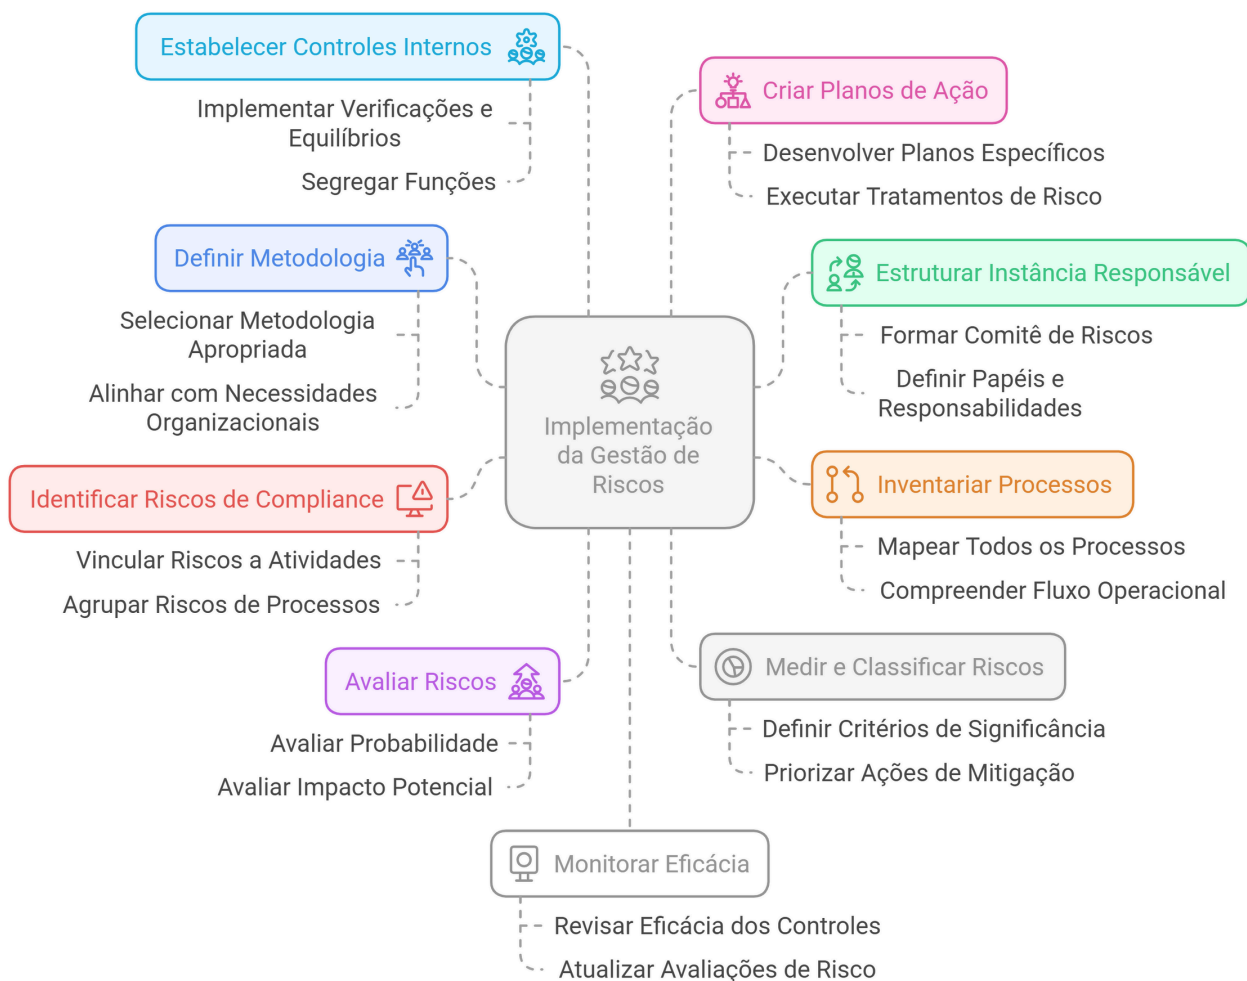 Estabelecer Controles Internos
Implementar Verificações e
Equilíbrios
Segregar Funções
Criar Planos de Ação
Desenvolver Planos Específicos
Executar Tratamentos de Risco
Definir Metodologia
Selecionar Metodologia
Apropriada
Alinhar com Necessidades
Organizacionais
Estruturar Instância Responsável
Formar Comitê de Riscos
Definir Papéis e
Responsabilidades
Implementação
da Gestão de
Riscos
Identificar Riscos de Compliance
Vincular Riscos a Atividades
Agrupar Riscos de Processos
Inventariar Processos
Mapear Todos os Processos
Compreender Fluxo Operacional
Avaliar Riscos
Avaliar Probabilidade
Avaliar Impacto Potencial
Medir e Classificar Riscos
Definir Critérios de Significância
Priorizar Ações de Mitigação
Monitorar Eficácia
Revisar Eficácia dos Controles
Atualizar Avaliações de Risco